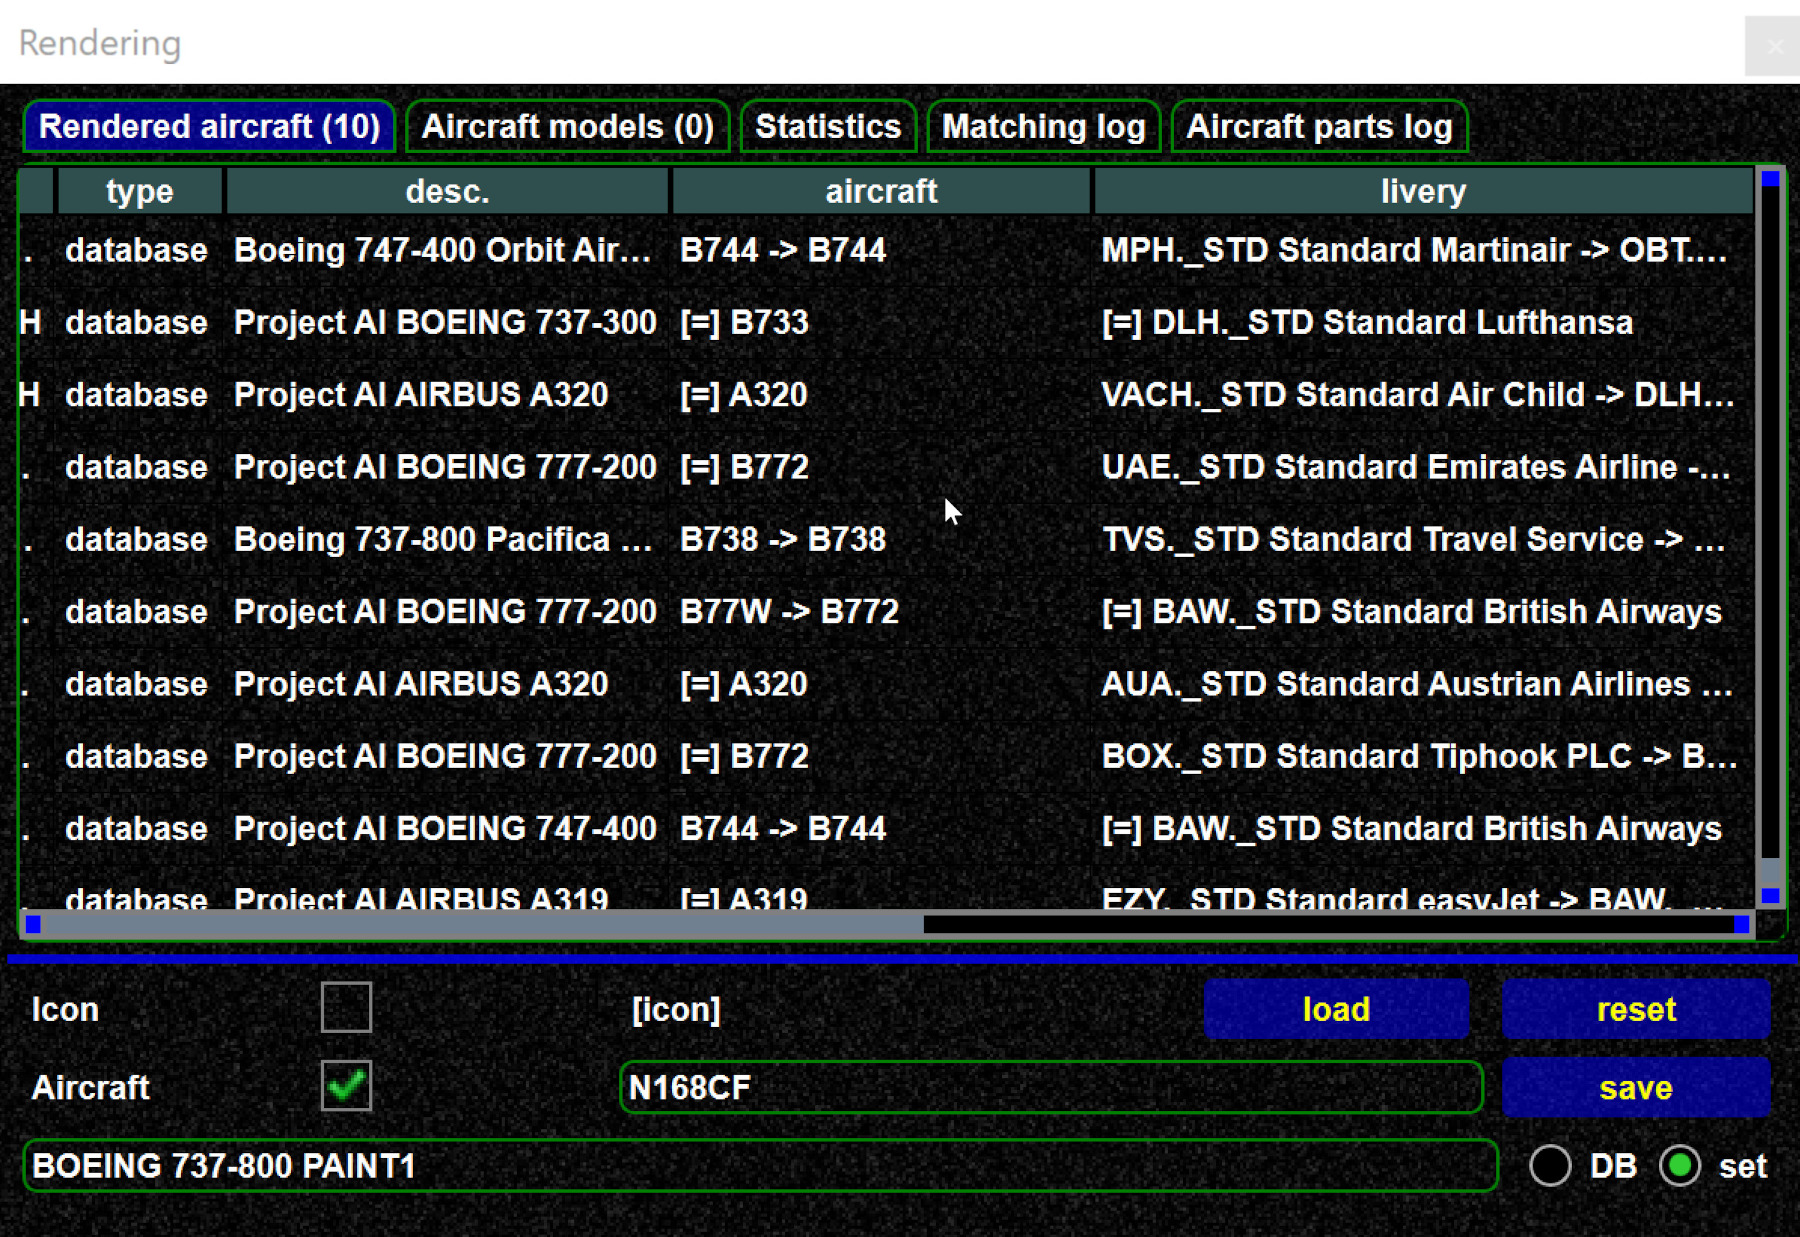 Rendering
Rendered aircraft (10) Aircraft models (0) Statistics Matching log Aircraft parts log
type desc. aircraft livery
. database Boeing 747-400 Orbit Air... B744 -> B744 MPH._STD Standard Martinair -> OBT....
H database Project AI BOEING 737-300 [=] B733 [=] DLH._STD Standard Lufthansa
H database Project AI AIRBUS A320 [=] A320 VACH._STD Standard Air Child -> DLH...
. database Project AI BOEING 777-200 [=] B772 UAE._STD Standard Emirates Airline -...
. database Boeing 737-800 Pacifica ... B738 -> B738 TVS._STD Standard Travel Service -> ...
. database Project AI BOEING 777-200 B77W -> B772 [=] BAW._STD Standard British Airways
. database Project AI AIRBUS A320 [=] A320 AUA._STD Standard Austrian Airlines ...
. database Project AI BOEING 777-200 [=] B772 BOX._STD Standard Tiphook PLC -> B...
. database Project AI BOEING 747-400 B744 -> B744 [=] BAW._STD Standard British Airways
. database Project AI AIRBUS A319 [=] A319 EZY._STD Standard easyJet -> BAW._...
Icon [icon] load reset
Aircraft N168CF save
BOEING 737-800 PAINT1 DB set